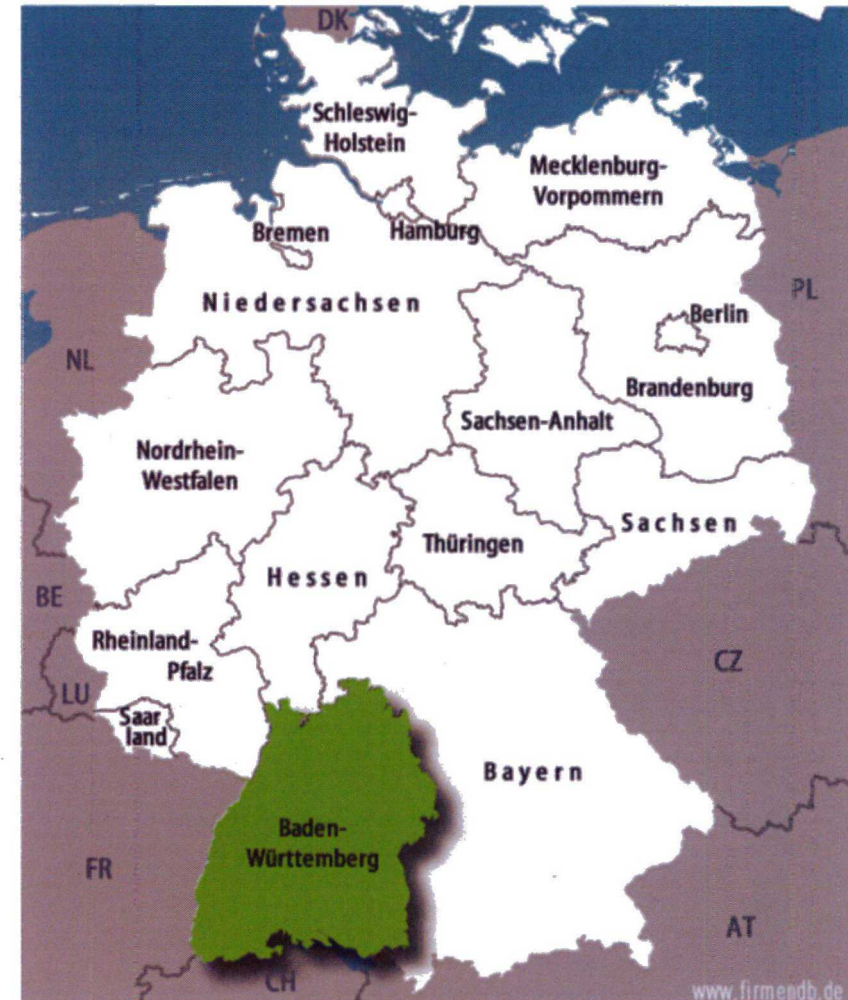 DK
Schleswig-
Holstein
Mecklenburg-
Vorpommern
Bremen
Hamburg
Niedersachsen
PL
Berlin
NL
Brandenburg
Sachsen-Anhalt
Nordrhein-
Westfalen
Sachsen
Thüringen
Hessen
BE
Rheinland-
Pfalz
CZ
LU
Saar
land
Bayern
Baden-
Württemberg
FR
AT
CH
www.firmendb.de